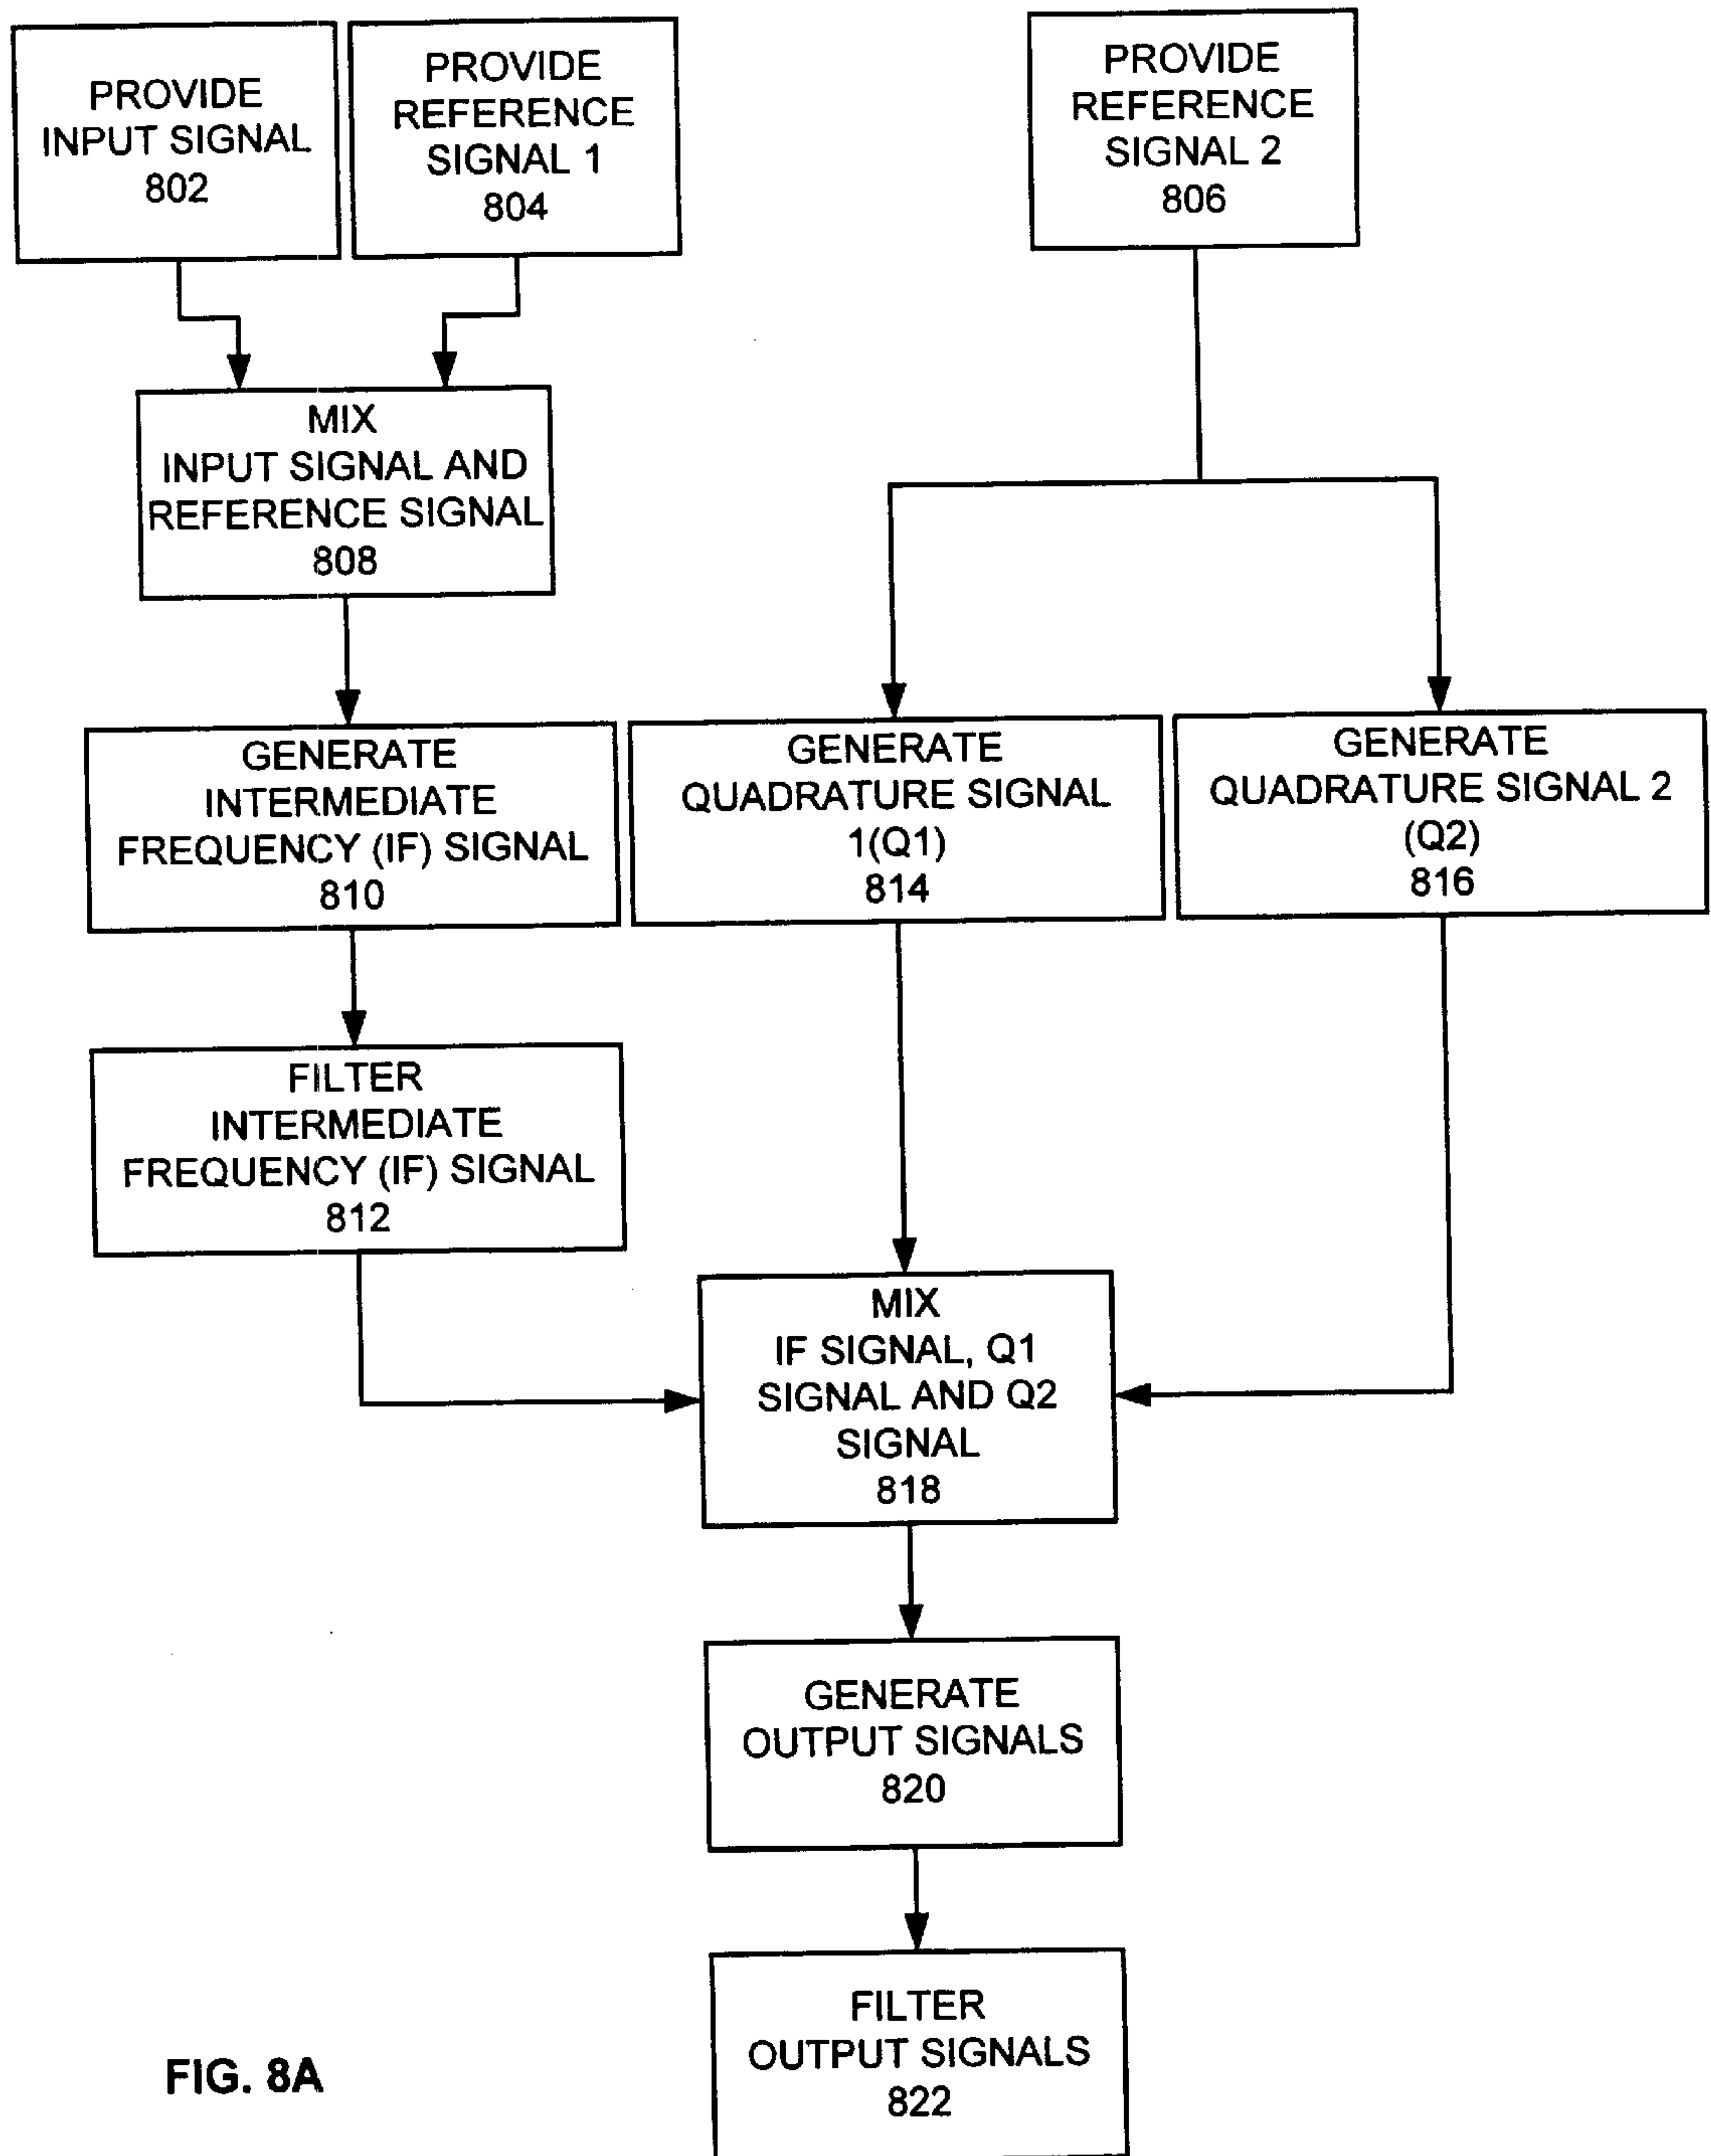 PROVIDE
INPUT SIGNAL
802
PROVIDE
REFERENCE
SIGNAL 1
804
PROVIDE
REFERENCE
SIGNAL 2
806
MIX
INPUT SIGNAL AND
REFERENCE SIGNAL
808
GENERATE
INTERMEDIATE
FREQUENCY (IF) SIGNAL
810
GENERATE
QUADRATURE SIGNAL
1(Q1)
814
GENERATE
QUADRATURE SIGNAL 2
(Q2)
816
FILTER
INTERMEDIATE
FREQUENCY (IF) SIGNAL
812
MIX
IF SIGNAL, Q1
SIGNAL AND Q2
SIGNAL
818
GENERATE
OUTPUT SIGNALS
820
FILTER
OUTPUT SIGNALS
822
FIG. 8A